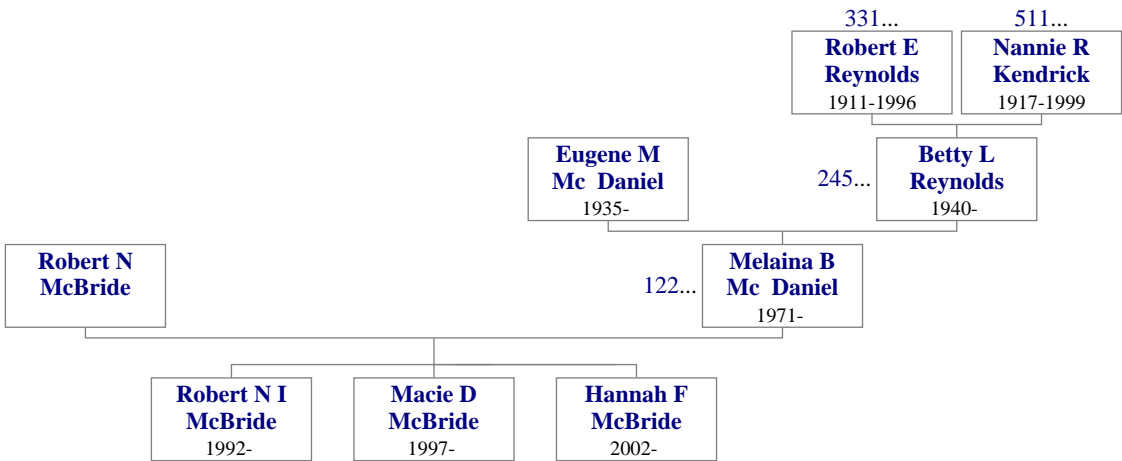 331...
511...
Robert E
Reynolds
1911-1996
Nannie R
Kendrick
1917-1999
Eugene M
Mc Daniel
1935-
245...
Betty L
Reynolds
1940-
Robert N
McBride
122...
Melaina B
Mc Daniel
1971-
Robert N I
McBride
1992-
Macie D
McBride
1997-
Hannah F
McBride
2002-